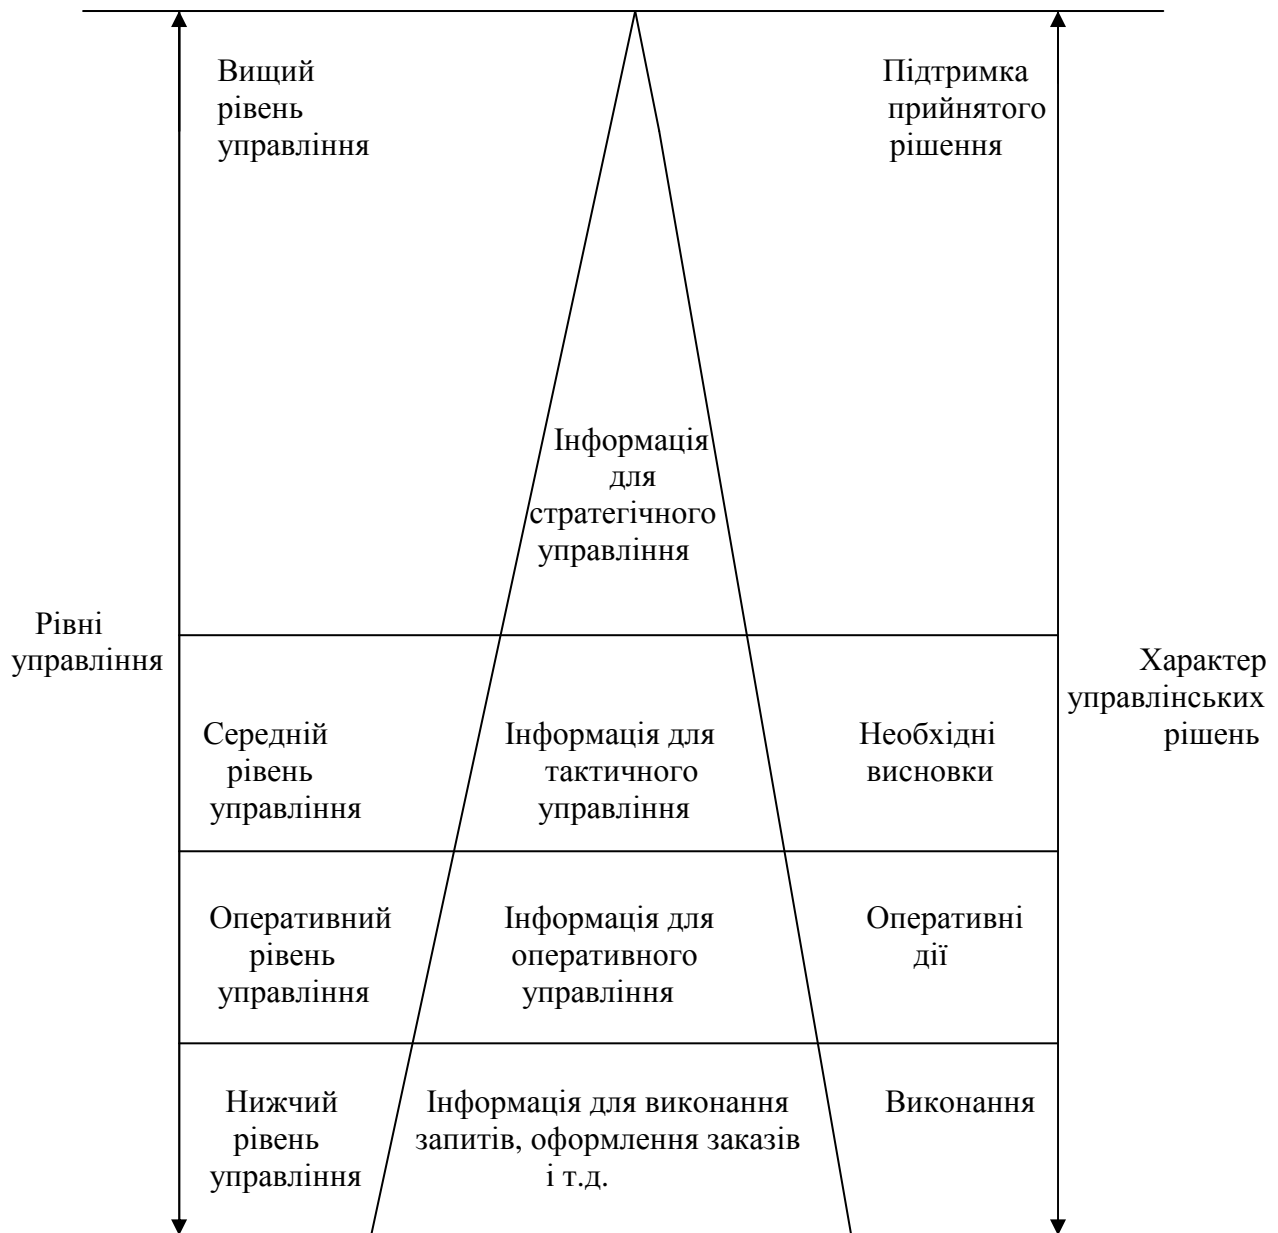 Вищий
рівень
управління
Підтримка
прийнятого
рішення
Інформація
для
стратегічного
управління
Рівні
управління
Характер
управлінських
рішень
Середній
рівень
управління
Інформація для
тактичного
управління
Необхідні
висновки
Оперативний
рівень
управління
Інформація для
оперативного
управління
Оперативні
дії
Нижчий
рівень
управління
Інформація для виконання
запитів, оформлення заказів
і т.д.
Виконання